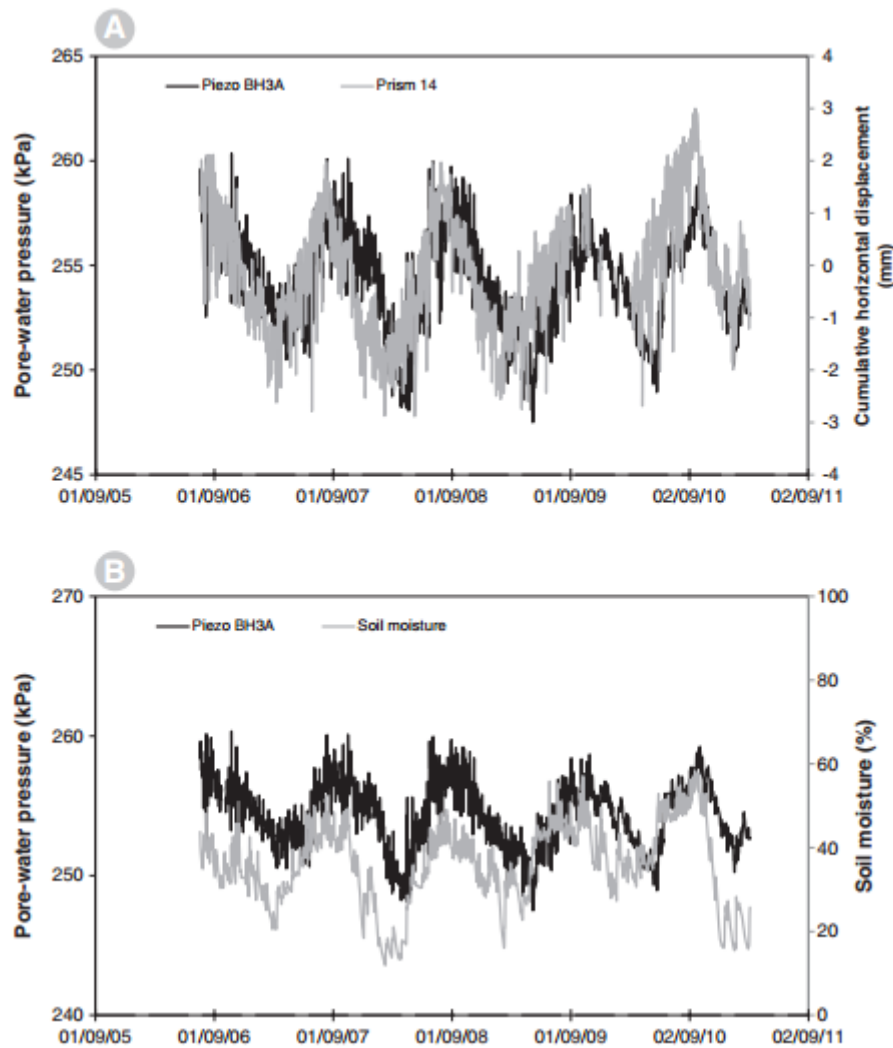 A
265
260
255
250
245
Pore-water pressure (kPa)
Piezo BH3A
Prism 14
4
3
2
1
0
-1
-2
-3
-4
Cumulative horizontal displacement
(mm)
01/09/05 01/09/06 01/09/07 01/09/08 01/09/09 02/09/10 02/09/11
B
270
260
250
240
Pore-water pressure (kPa)
Piezo BH3A
Soil moisture
100
80
60
40
20
0
Soil moisture (%)
01/09/05 01/09/06 01/09/07 01/09/08 01/09/09 02/09/10 02/09/11